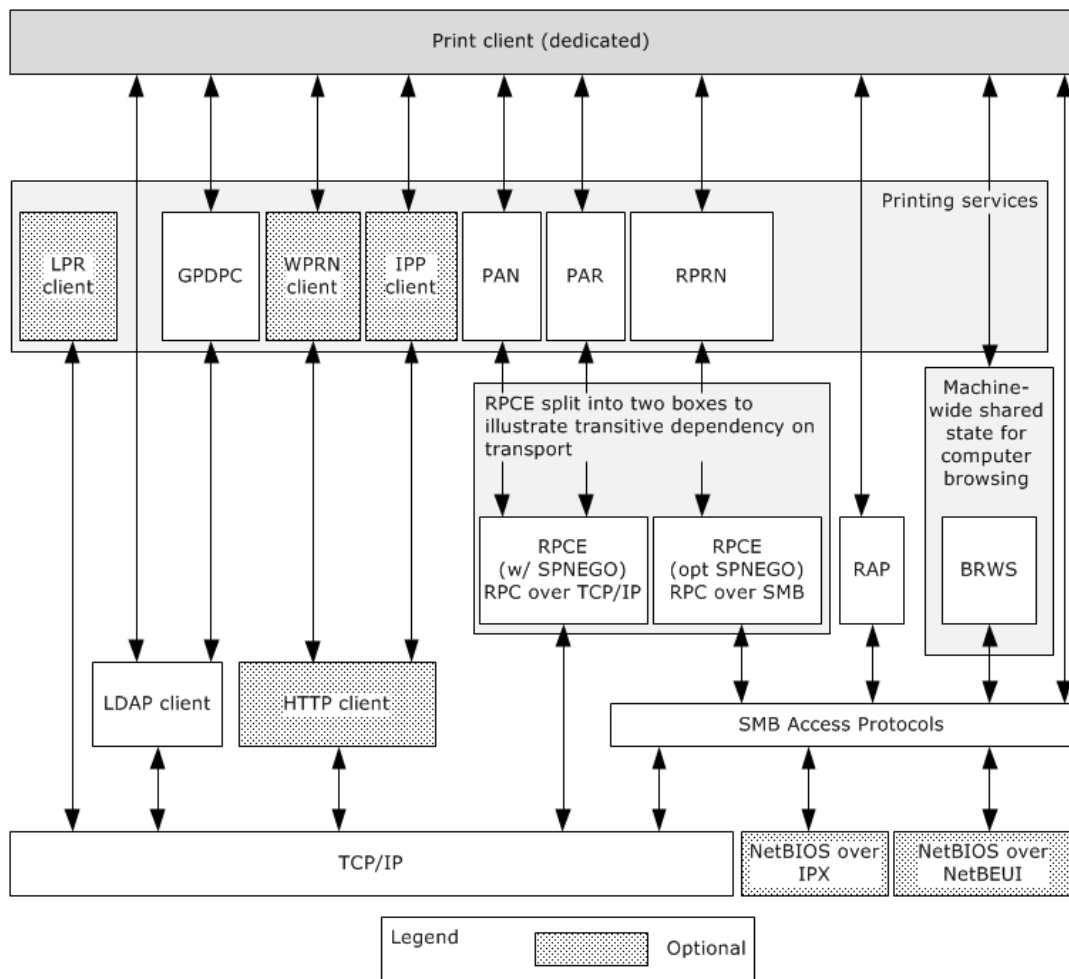 Print client (dedicated)
Printing services
LPR
client
GPDPC
WPRN
client
IPP
client
PAN
PAR
RPRN
RPCE split into two boxes to
illustrate transitive dependency on
transport
Machine-
wide shared
state for
computer
browsing
RPCE
(w/ SPNEGO)
RPC over TCP/IP
RPCE
(opt SPNEGO)
RPC over SMB
RAP
BRWS
LDAP client
HTTP client
SMB Access Protocols
TCP/IP
NetBIOS over
IPX
NetBIOS over
NetBEUI
Legend
Optional